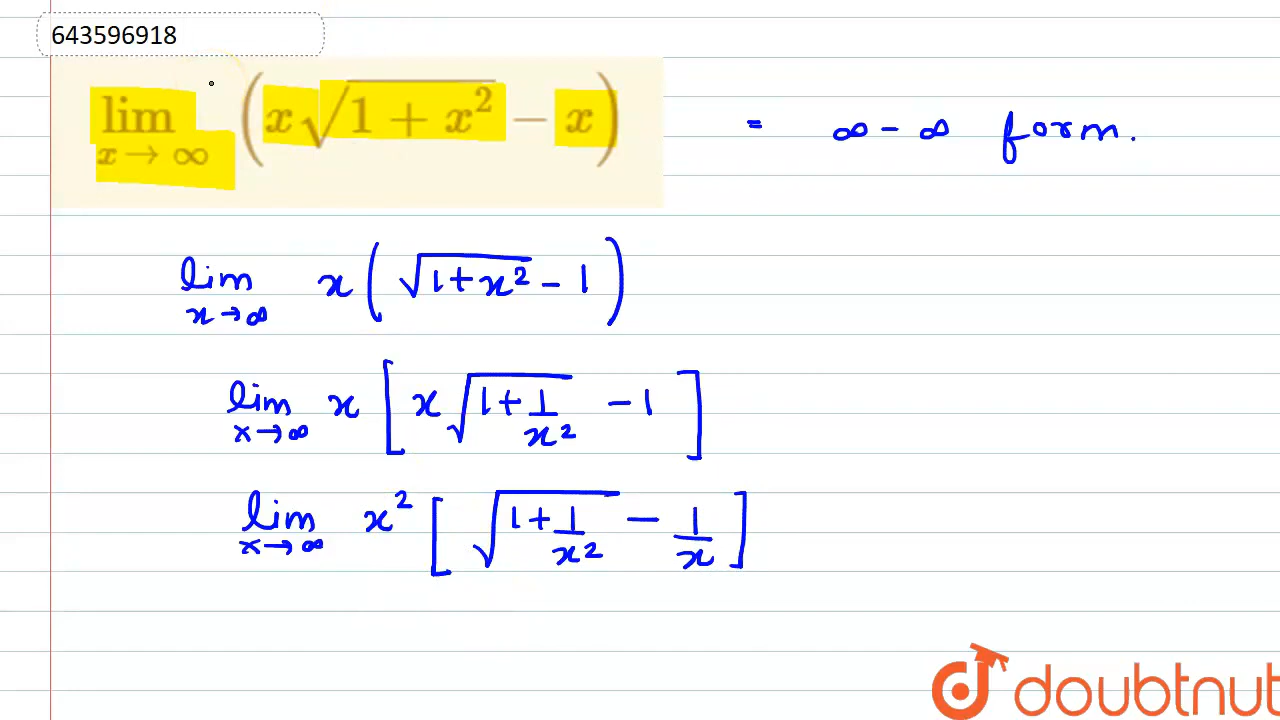 643596918
lim x→∞ (x√(1 + x²) − x) = ∞ − ∞ form.
lim x→∞ x(√(1+x²) − 1)
lim x→∞ x[x√(1+1/x²) − 1]
lim x→∞ x²[√(1+1/x²) − 1/x]
doubtnut